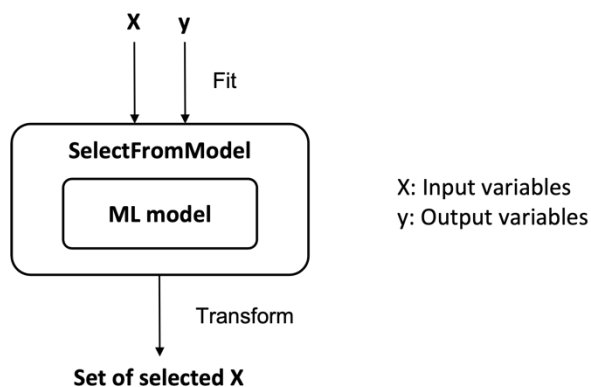 X y
Fit
SelectFromModel
ML model
X: Input variables
y: Output variables
Transform
Set of selected X